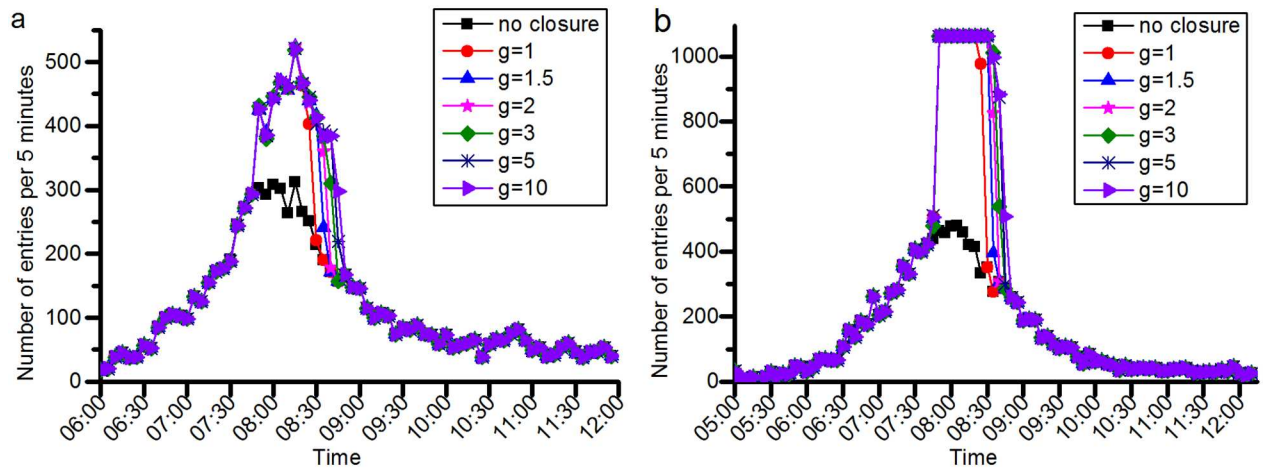 a
Number of entries per 5 minutes
500
400
300
200
100
0
06:00
06:30
07:00
07:30
08:00
08:30
09:00
09:30
10:00
10:30
11:00
11:30
12:00
Time
no closure
g=1
g=1.5
g=2
g=3
g=5
g=10
b
Number of entries per 5 minutes
1000
800
600
400
200
0
05:00
05:30
06:00
06:30
07:00
07:30
08:00
08:30
09:00
09:30
10:00
10:30
11:00
11:30
12:00
Time
no closure
g=1
g=1.5
g=2
g=3
g=5
g=10